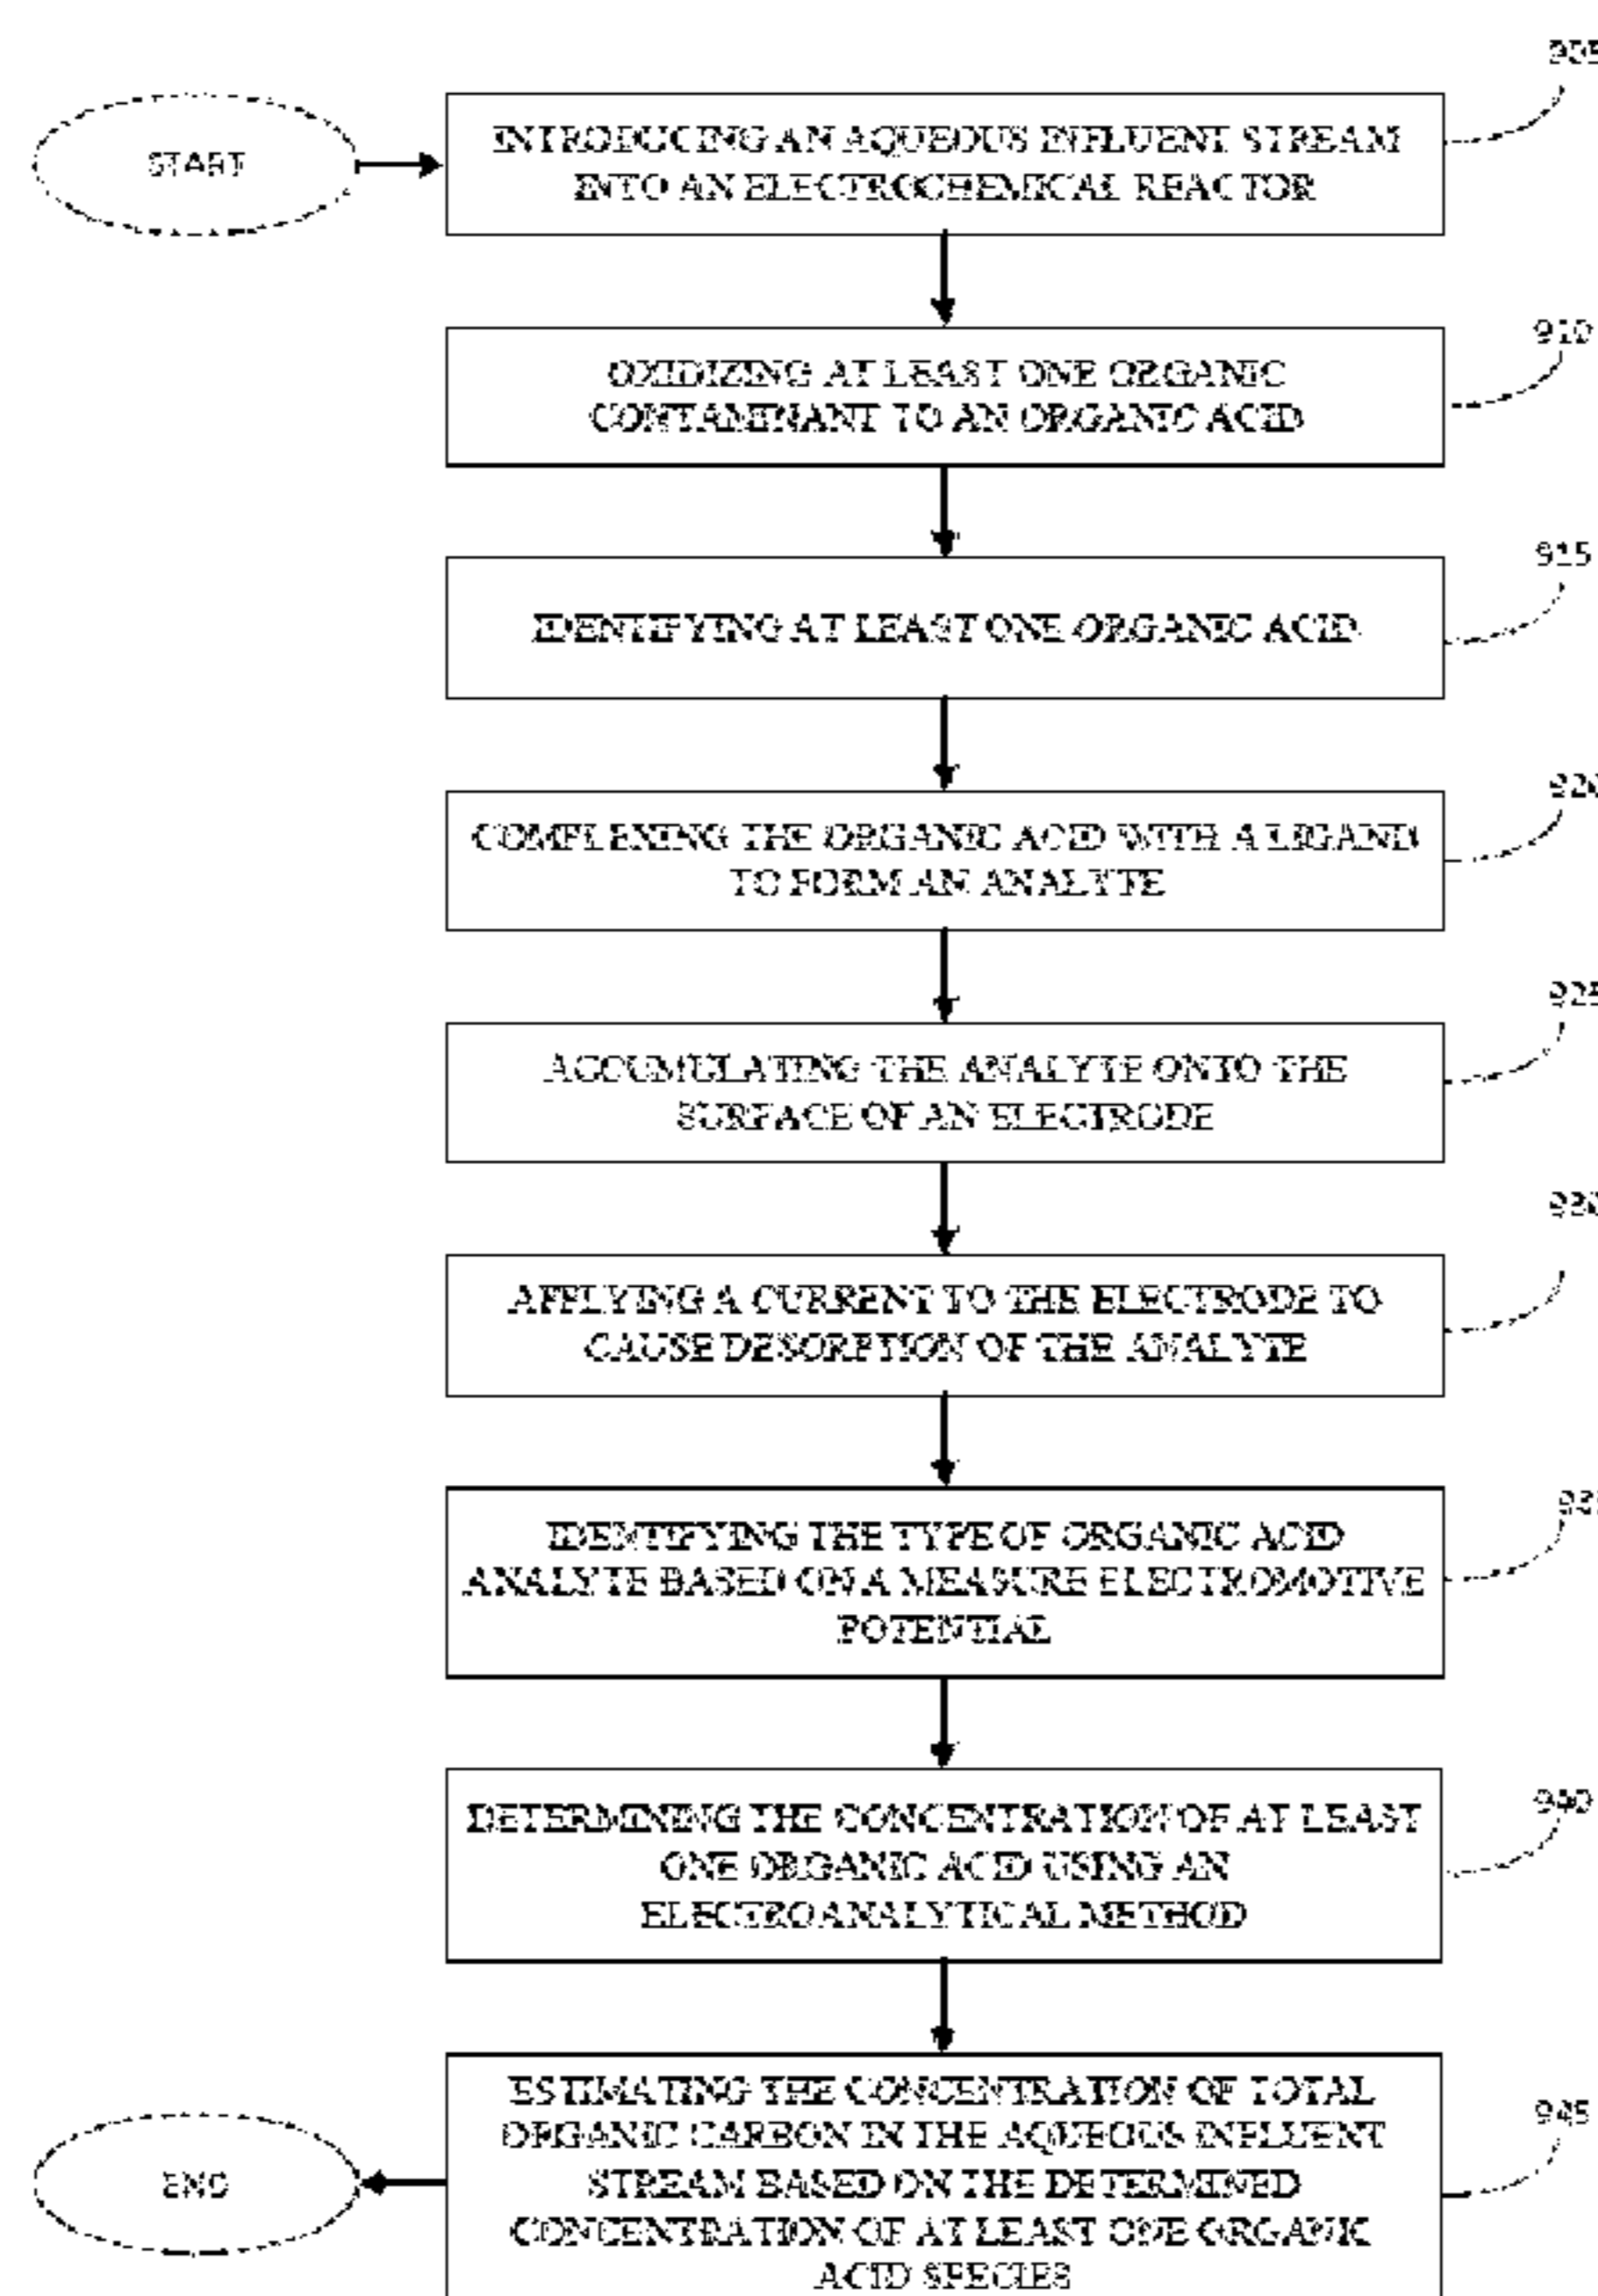 905
START
INTRODUCING AN AQUEOUS INFLUENT STREAM
INTO AN ELECTROCHEMICAL REACTOR
910
OXIDIZING AT LEAST ONE ORGANIC
CONTAMINANT TO AN ORGANIC ACID
915
IDENTIFYING AT LEAST ONE ORGANIC ACID
920
COMPLEXING THE ORGANIC ACID WITH A LIGAND
TO FORM AN ANALYTE
925
ACCUMULATING THE ANALYTE ONTO THE
SURFACE OF AN ELECTRODE
930
APPLYING A CURRENT TO THE ELECTRODE TO
CAUSE DESORPTION OF THE ANALYTE
935
IDENTIFYING THE TYPE OF ORGANIC ACID
ANALYTE BASED ON A MEASURE ELECTROMOTIVE
POTENTIAL
940
DETERMINING THE CONCENTRATION OF AT LEAST
ONE ORGANIC ACID USING AN
ELECTROANALYTICAL METHOD
945
ESTIMATING THE CONCENTRATION OF TOTAL
ORGANIC CARBON IN THE AQUEOUS INFLUENT
STREAM BASED ON THE DETERMINED
CONCENTRATION OF AT LEAST ONE ORGANIC
ACID SPECIES
END